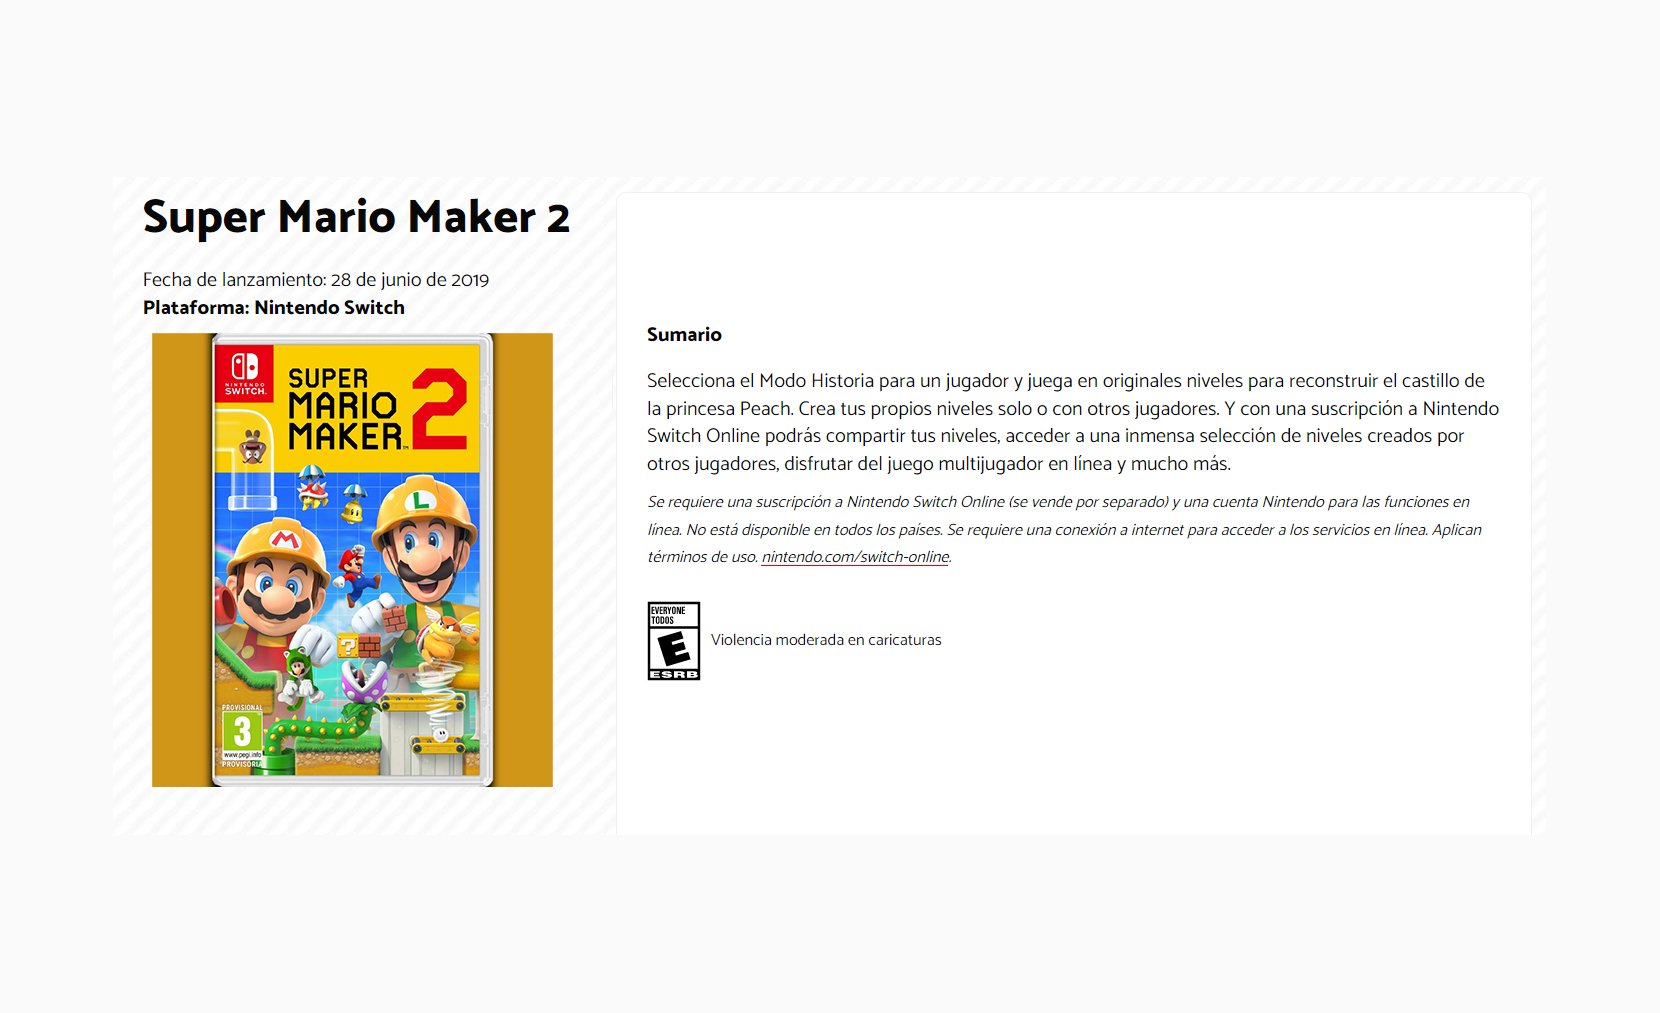 Super Mario Maker 2
Fecha de lanzamiento: 28 de junio de 2019
Plataforma: Nintendo Switch
NINTENDO
SWITCH™
SUPER
MARIO
MAKER™ 2
M
L
?
PROVISIONAL
3
www.pegi.info
PROVISORIA
Sumario
Selecciona el Modo Historia para un jugador y juega en originales niveles para reconstruir el castillo de
la princesa Peach. Crea tus propios niveles solo o con otros jugadores. Y con una suscripción a Nintendo
Switch Online podrás compartir tus niveles, acceder a una inmensa selección de niveles creados por
otros jugadores, disfrutar del juego multijugador en línea y mucho más.
Se requiere una suscripción a Nintendo Switch Online (se vende por separado) y una cuenta Nintendo para las funciones en
línea. No está disponible en todos los países. Se requiere una conexión a internet para acceder a los servicios en línea. Aplican
términos de uso. nintendo.com/switch-online.
EVERYONE
TODOS
E
ESRB
Violencia moderada en caricaturas